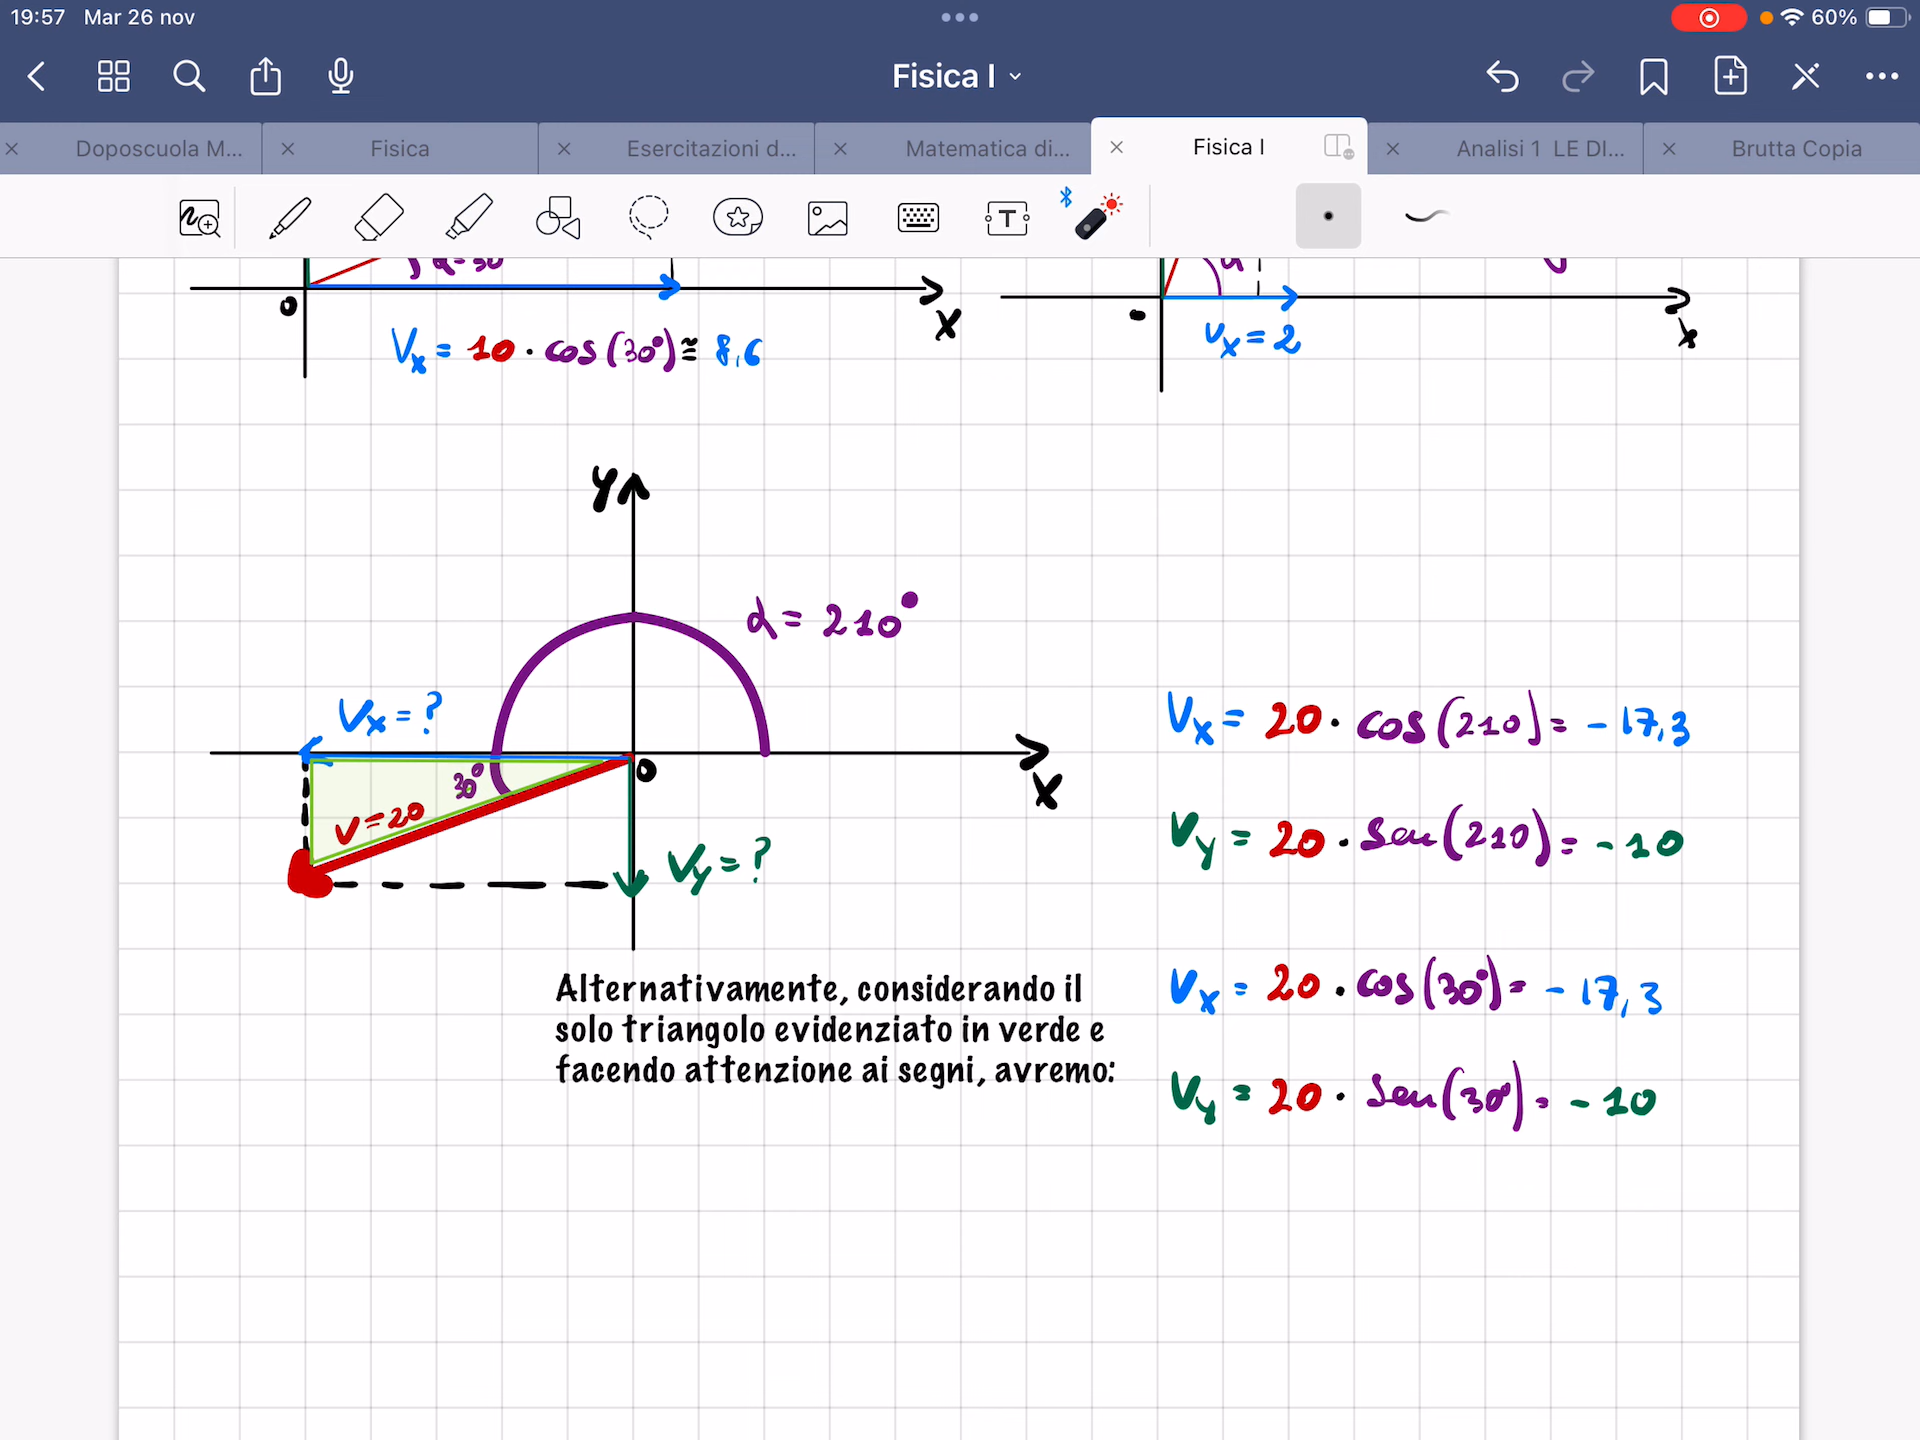 19:57 Mar 26 nov
60%
Fisica I
Doposcuola M...
Fisica
Esercitazioni d...
Matematica di...
Fisica I
Analisi 1 LE DI...
Brutta Copia
T
0
x
Vx = 10 · cos(30°) ≅ 8,6
Vx = 2
x
y
α = 210°
Vx = ?
30°
V = 20
0
x
Vy = ?
Vx = 20 · cos(210) = - 17,3
Vy = 20 · sen(210) = - 10
Alternativamente, considerando il
solo triangolo evidenziato in verde e
facendo attenzione ai segni, avremo:
Vx = 20 · cos(30°) = - 17,3
Vy = 20 · sen(30°) = - 10